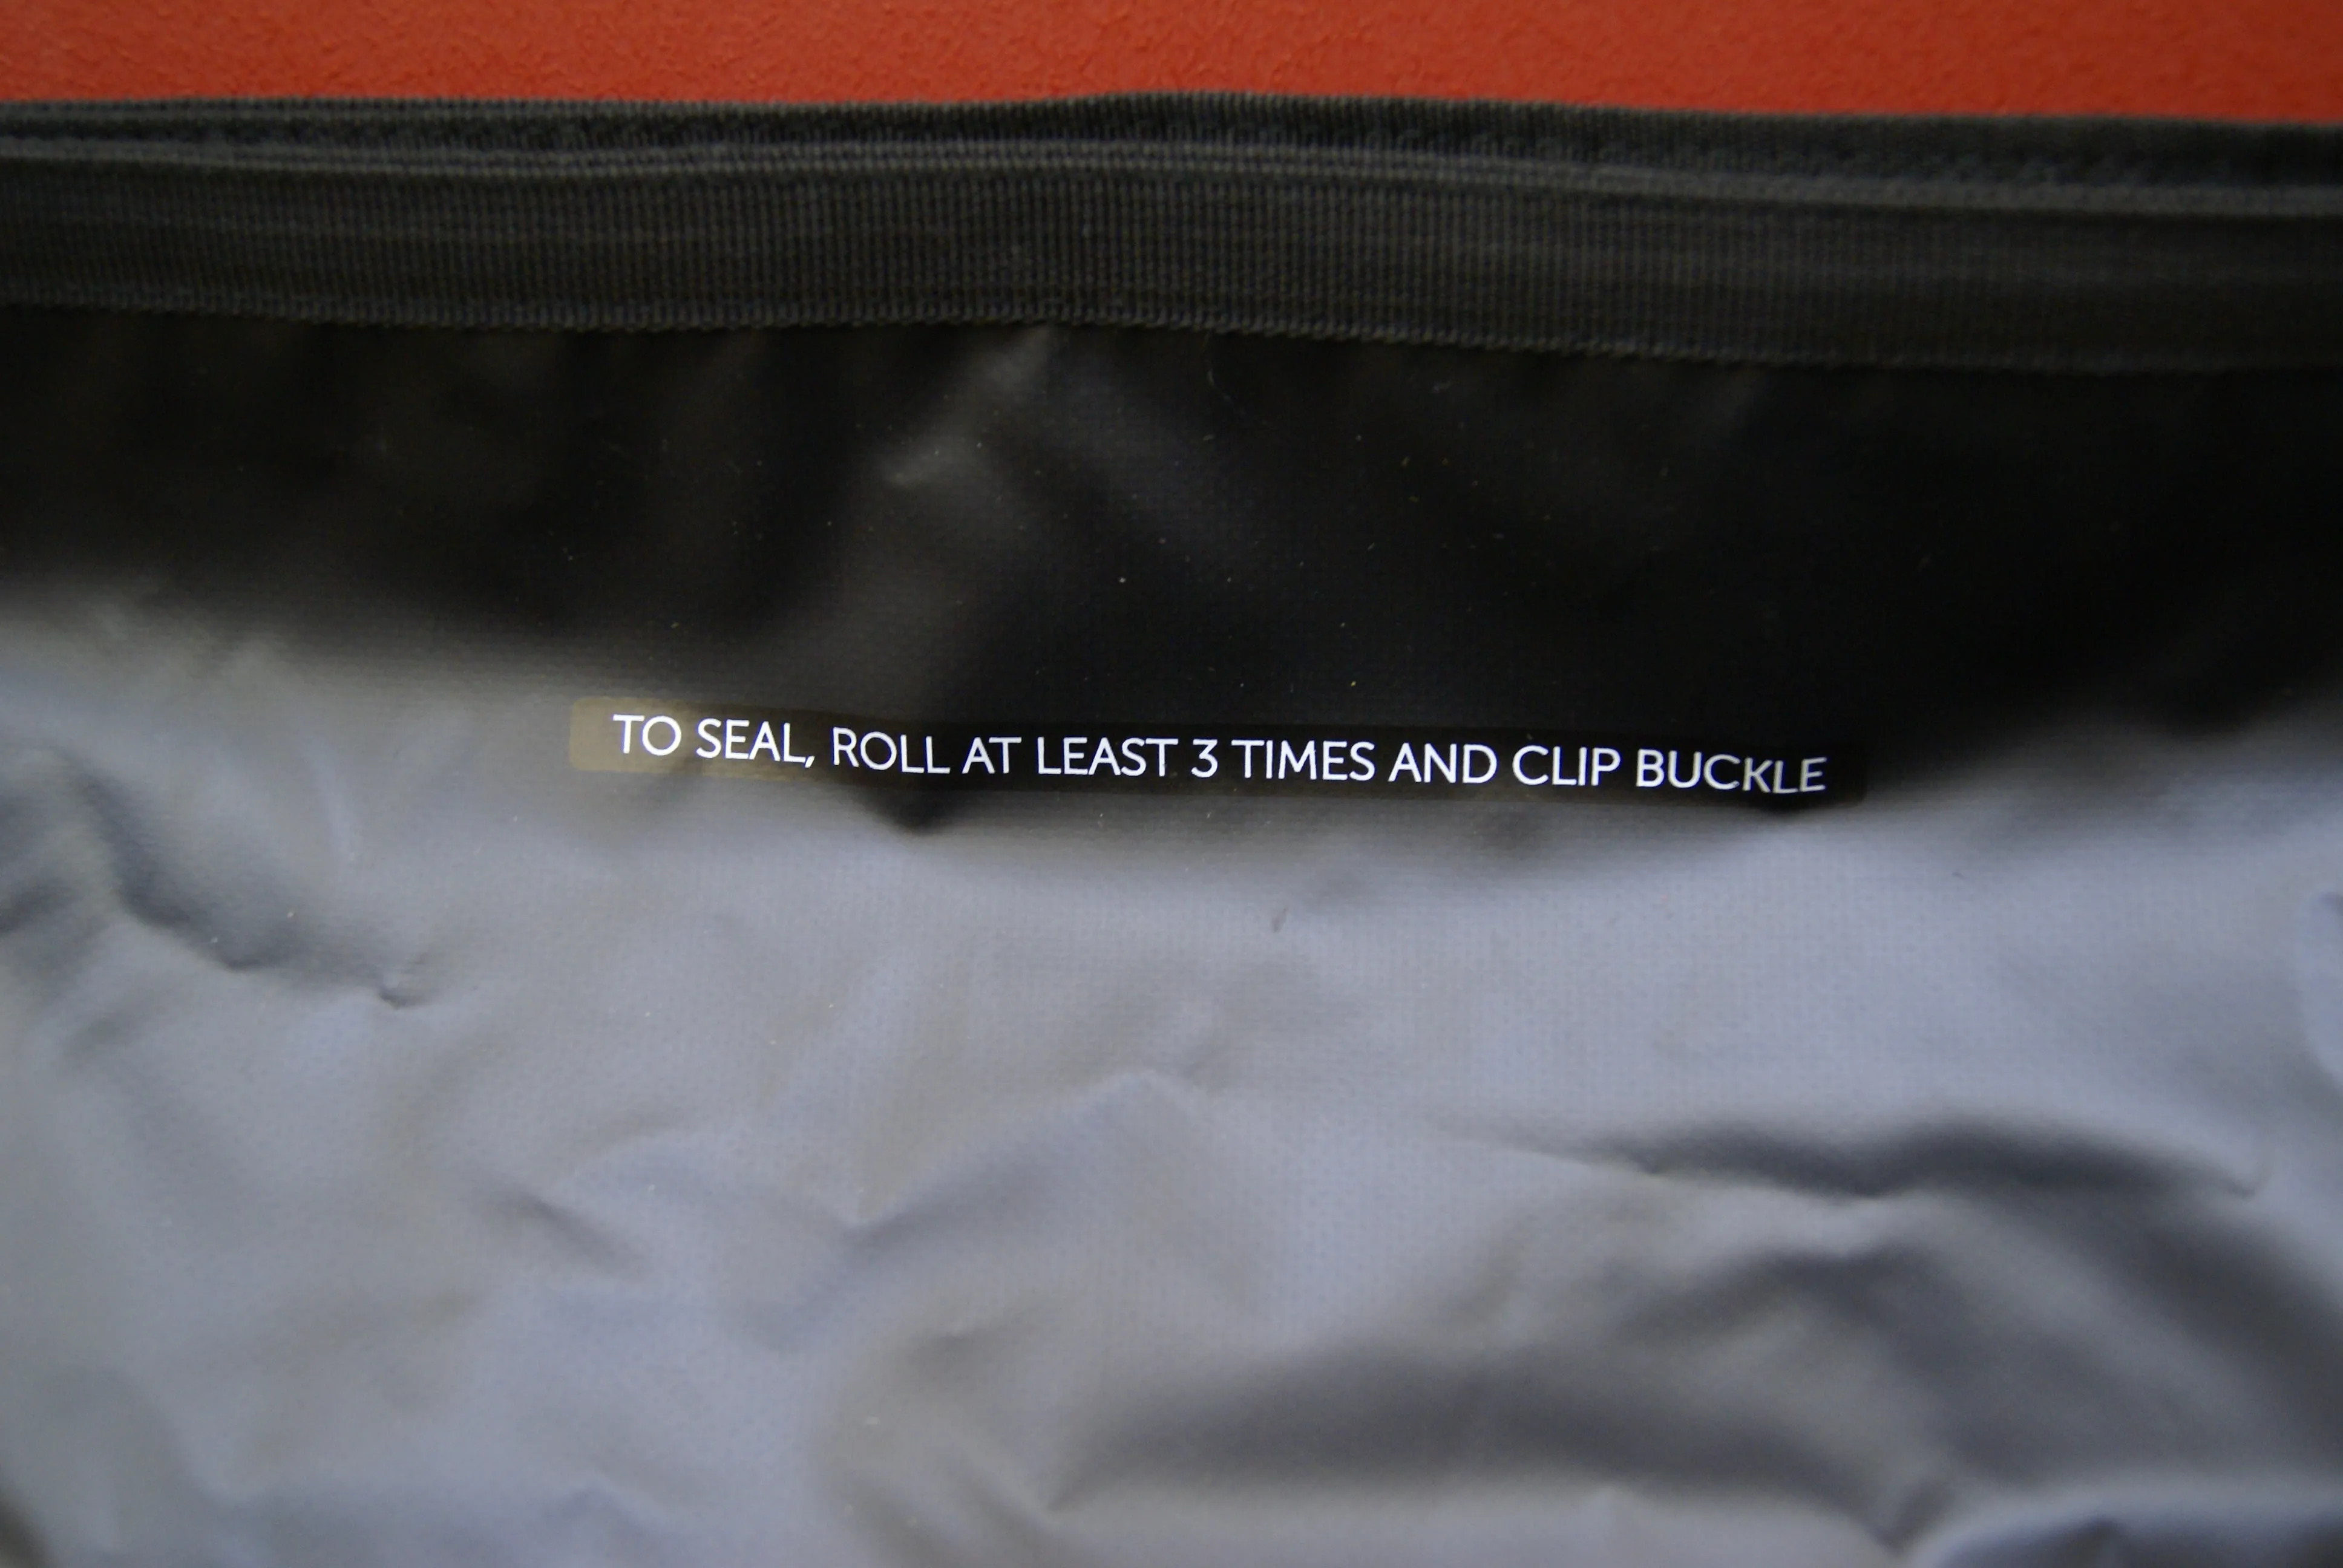 TO SEAL, ROLL AT LEAST 3 TIMES AND CLIP BUCKLE